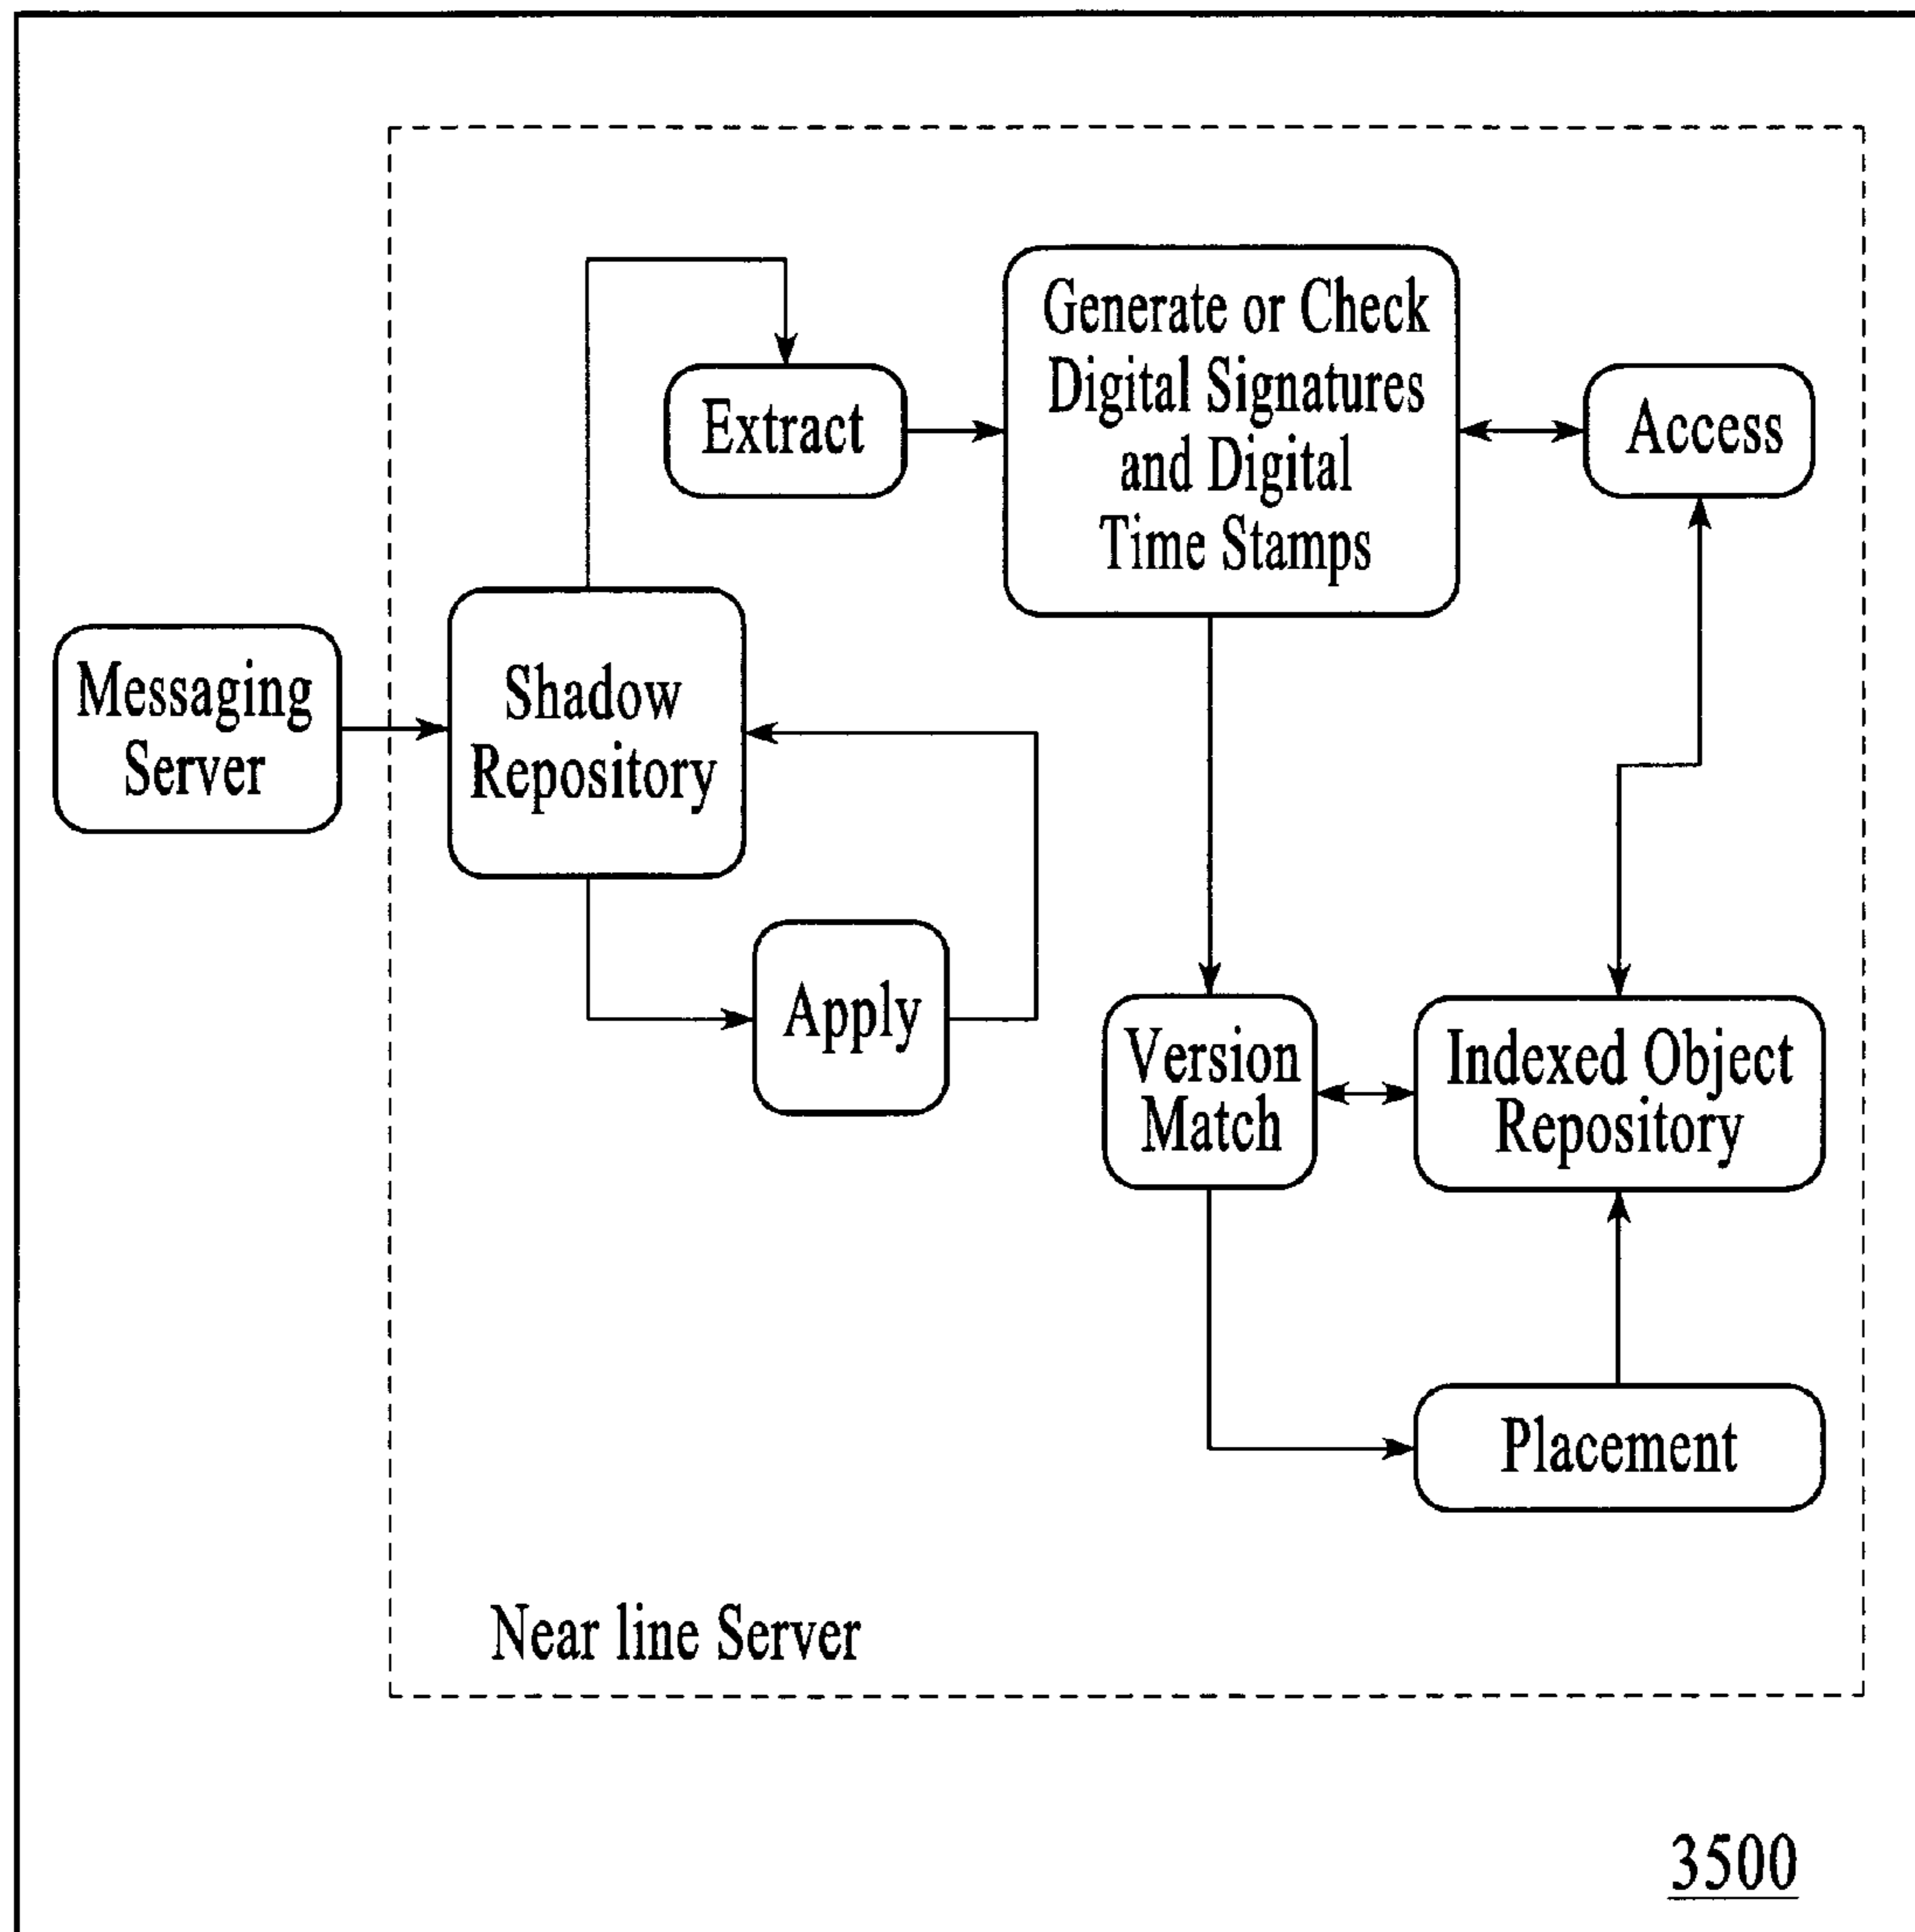 Generate or Check
Digital Signatures
and Digital
Time Stamps
Extract
Access
Messaging
Server
Shadow
Repository
Apply
Version
Match
Indexed Object
Repository
Placement
Near line Server
3500